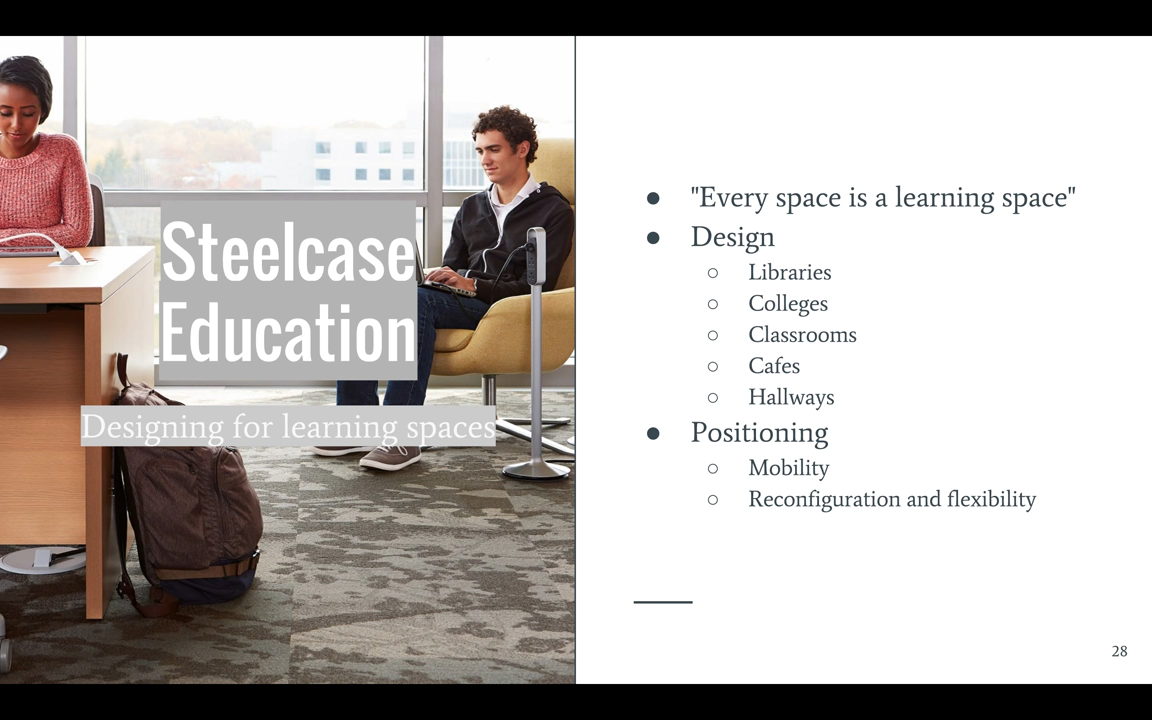 Steelcase
Education
Designing for learning spaces
● "Every space is a learning space"
● Design
○ Libraries
○ Colleges
○ Classrooms
○ Cafes
○ Hallways
● Positioning
○ Mobility
○ Reconfiguration and flexibility
28